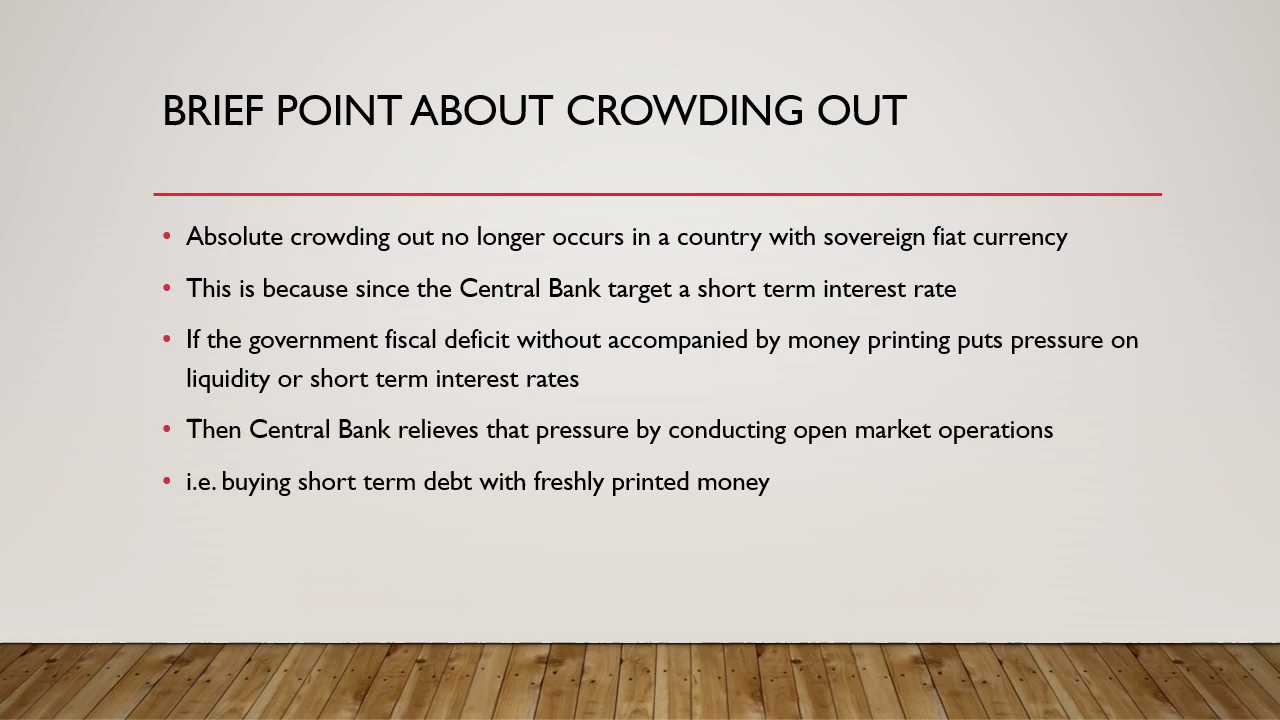 BRIEF POINT ABOUT CROWDING OUT
• Absolute crowding out no longer occurs in a country with sovereign fiat currency
• This is because since the Central Bank target a short term interest rate
• If the government fiscal deficit without accompanied by money printing puts pressure on
liquidity or short term interest rates
• Then Central Bank relieves that pressure by conducting open market operations
• i.e. buying short term debt with freshly printed money